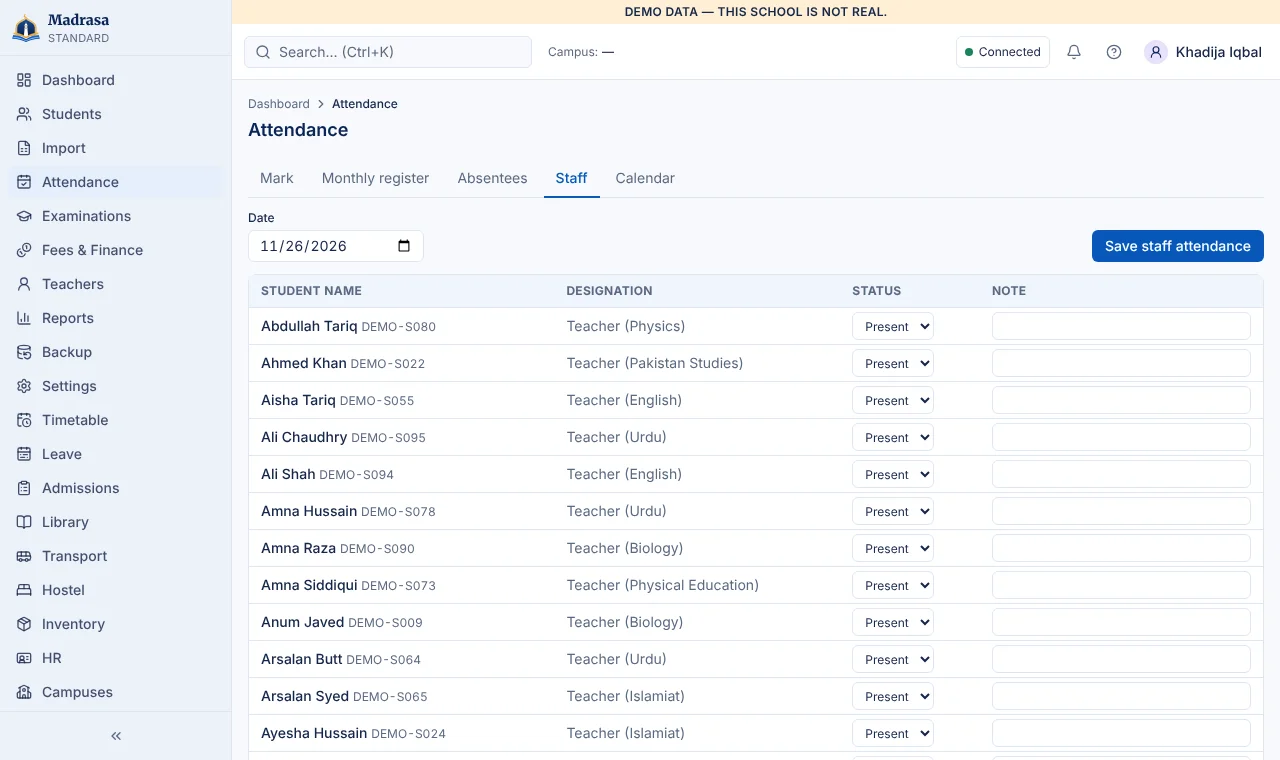 DEMO DATA — THIS SCHOOL IS NOT REAL.
Madrasa
STANDARD
Search... (Ctrl+K)
Campus: —
Connected
Khadija Iqbal
Dashboard
Students
Import
Attendance
Examinations
Fees & Finance
Teachers
Reports
Backup
Settings
Timetable
Leave
Admissions
Library
Transport
Hostel
Inventory
HR
Campuses
«
Dashboard > Attendance
Attendance
Mark Monthly register Absentees Staff Calendar
Date
11/26/2026
Save staff attendance
STUDENT NAME DESIGNATION STATUS NOTE
Abdullah Tariq DEMO-S080 Teacher (Physics) Present
Ahmed Khan DEMO-S022 Teacher (Pakistan Studies) Present
Aisha Tariq DEMO-S055 Teacher (English) Present
Ali Chaudhry DEMO-S095 Teacher (Urdu) Present
Ali Shah DEMO-S094 Teacher (English) Present
Amna Hussain DEMO-S078 Teacher (Urdu) Present
Amna Raza DEMO-S090 Teacher (Biology) Present
Amna Siddiqui DEMO-S073 Teacher (Physical Education) Present
Anum Javed DEMO-S009 Teacher (Biology) Present
Arsalan Butt DEMO-S064 Teacher (Urdu) Present
Arsalan Syed DEMO-S065 Teacher (Islamiat) Present
Ayesha Hussain DEMO-S024 Teacher (Islamiat) Present